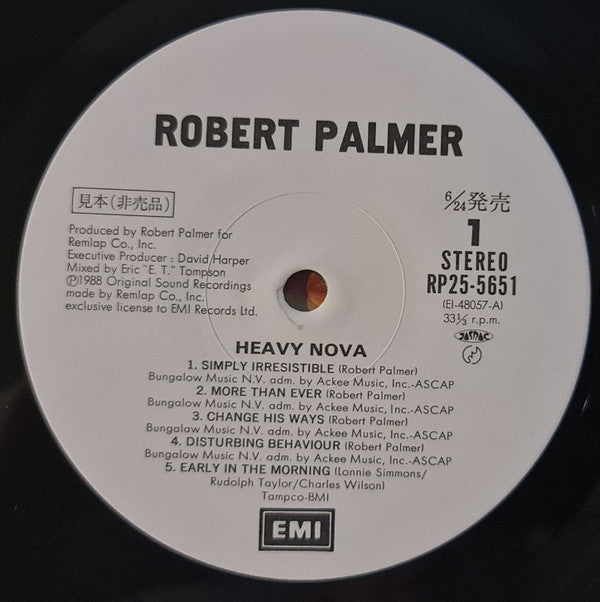 ROBERT PALMER
見本(非売品)
6/24発売
Produced by Robert Palmer for
Remlap Co., Inc.
Executive Producer : David Harper
Mixed by Eric "E. T." Tompson
Ⓟ1988 Original Sound Recordings
made by Remlap Co., Inc.
exclusive license to EMI Records Ltd.
1
STEREO
RP25-5651
(EI-48057-A)
33⅓ r.p.m.
JASRAC
HEAVY NOVA
1. SIMPLY IRRESISTIBLE (Robert Palmer)
Bungalow Music N.V. adm. by Ackee Music, Inc.-ASCAP
2. MORE THAN EVER (Robert Palmer)
Bungalow Music N.V. adm. by Ackee Music, Inc.-ASCAP
3. CHANGE HIS WAYS (Robert Palmer)
Bungalaw Music N.V. adm. by Ackee Music, Inc.-ASCAP
4. DISTURBING BEHAVIOUR (Robert Palmer)
Bungalow Music N.V. adm. by Ackee Music, Inc.-ASCAP
5. EARLY IN THE MORNING (Lonnie Simmons/
Rudolph Taylor/Charles Wilson)
Tampco-BMI
EMI